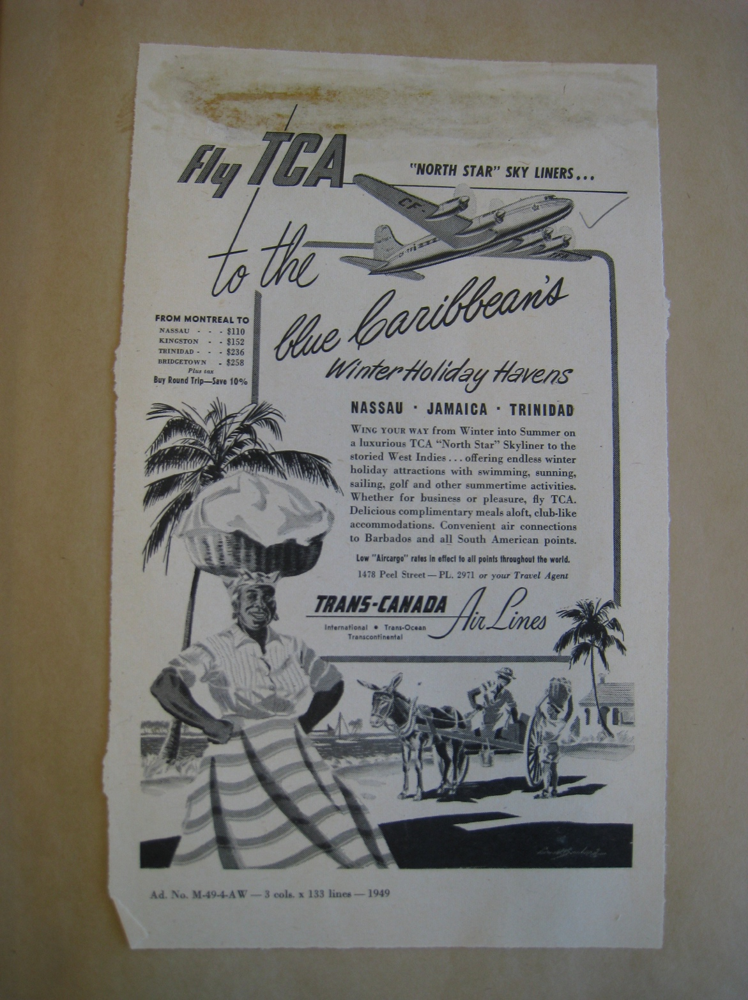 fly TCA
"NORTH STAR" SKY LINERS...
CF-
CF-TF
to the
blue Caribbean's
Winter Holiday Havens
FROM MONTREAL TO
NASSAU - - - $110
KINGSTON - - $152
TRINIDAD - - - $236
BRIDGETOWN - $258
Plus tax
Buy Round Trip—Save 10%
NASSAU · JAMAICA · TRINIDAD
WING YOUR WAY from Winter into Summer on
a luxurious TCA "North Star" Skyliner to the
storied West Indies... offering endless winter
holiday attractions with swimming, sunning,
sailing, golf and other summertime activities.
Whether for business or pleasure, fly TCA.
Delicious complimentary meals aloft, club-like
accommodations. Convenient air connections
to Barbados and all South American points.
Low "Aircargo" rates in effect to all points throughout the world.
1478 Peel Street — PL. 2971 or your Travel Agent
TRANS-CANADA Air Lines
International • Trans-Ocean
Transcontinental
Ad. No. M-49-4-AW — 3 cols. x 133 lines — 1949